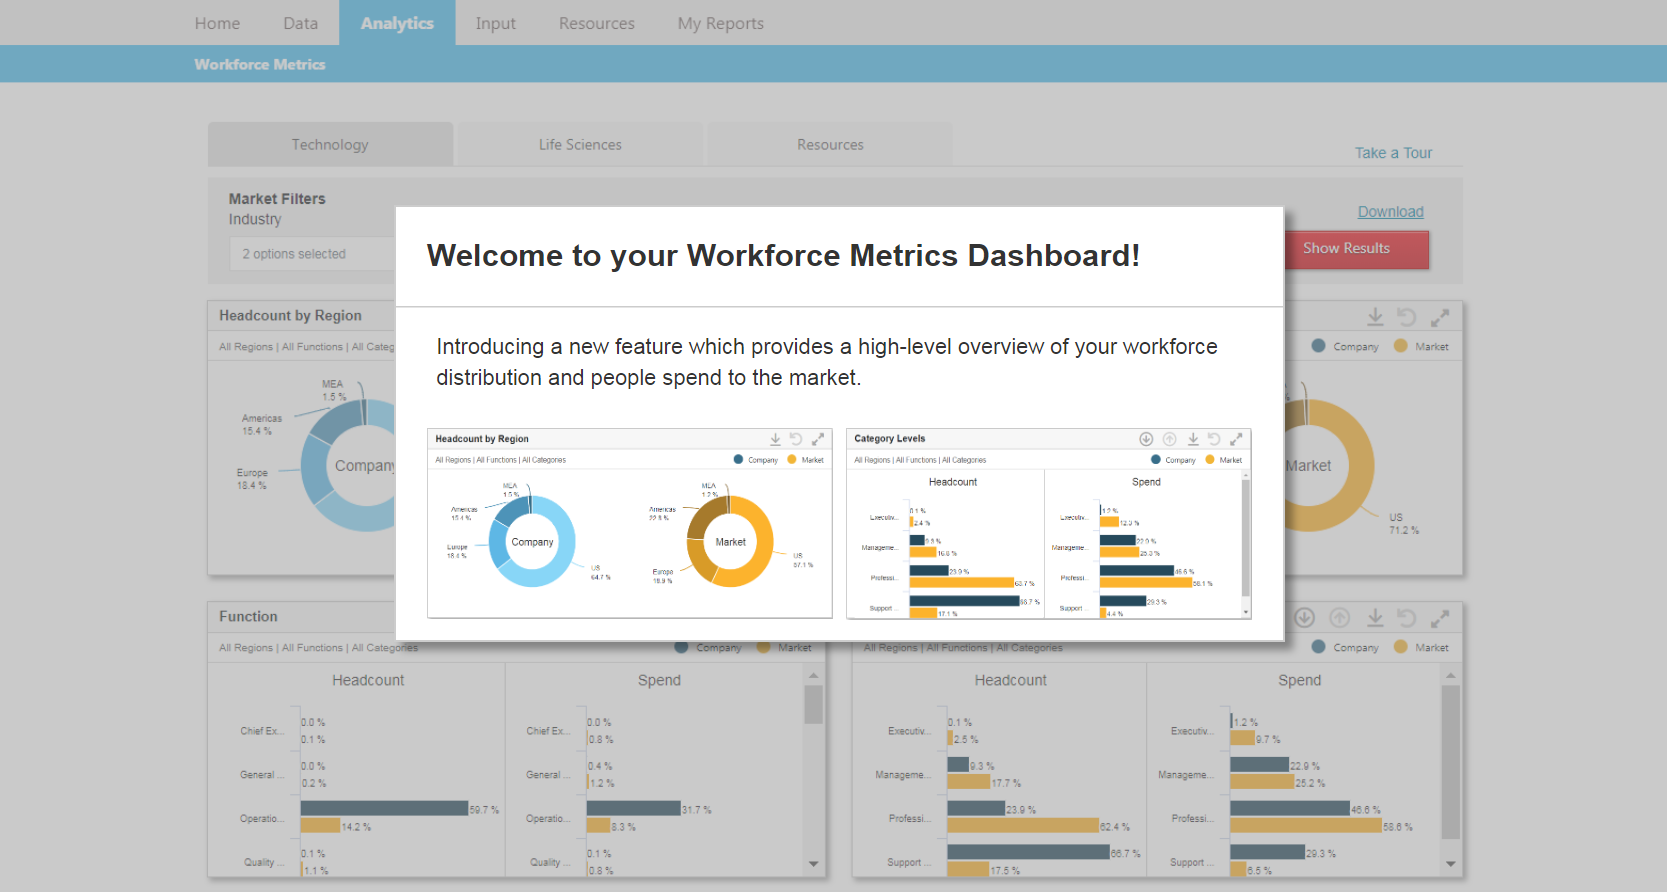 Home Data Analytics Input Resources My Reports
Workforce Metrics
Technology Life Sciences Resources
Take a Tour
Market Filters
Industry
2 options selected
Download
Show Results
Headcount by Region
All Regions | All Functions | All Categ
Company Market
MEA
1.5 %
Americas
15.4 %
Europe
18.4 %
Company
Market
US
71.2 %
Welcome to your Workforce Metrics Dashboard!
Introducing a new feature which provides a high-level overview of your workforce
distribution and people spend to the market.
Headcount by Region
All Regions | All Functions | All Categories
Company Market
MEA
1.5 %
Americas
15.4 %
Europe
18.4 %
Company
US
64.7 %
MEA
1.2 %
Americas
22.8 %
Europe
18.9 %
Market
US
57.1 %
Category Levels
All Regions | All Functions | All Categories
Company Market
Headcount Spend
Executiv...
0.1 %
2.4 %
Manageme...
9.3 %
16.6 %
Professi...
23.9 %
63.7 %
Support ...
66.7 %
17.1 %
Executiv...
1.2 %
12.3 %
Manageme...
22.9 %
25.3 %
Professi...
46.6 %
58.1 %
Support ...
29.3 %
4.4 %
Function
All Regions | All Functions | All Categories
Company Market
Headcount Spend
Chief Ex...
0.0 %
0.1 %
General ...
0.0 %
0.2 %
Operatio...
59.7 %
14.2 %
Quality ...
0.1 %
1.1 %
Chief Ex...
0.0 %
0.8 %
General ...
0.4 %
1.2 %
Operatio...
31.7 %
8.3 %
Quality ...
0.1 %
0.8 %
All Regions | All Functions | All Categories
Company Market
Headcount Spend
Executiv...
0.1 %
2.5 %
Manageme...
9.3 %
17.7 %
Professi...
23.9 %
62.4 %
Support ...
66.7 %
17.5 %
Executiv...
1.2 %
9.7 %
Manageme...
22.9 %
25.2 %
Professi...
46.6 %
58.6 %
Support ...
29.3 %
6.5 %